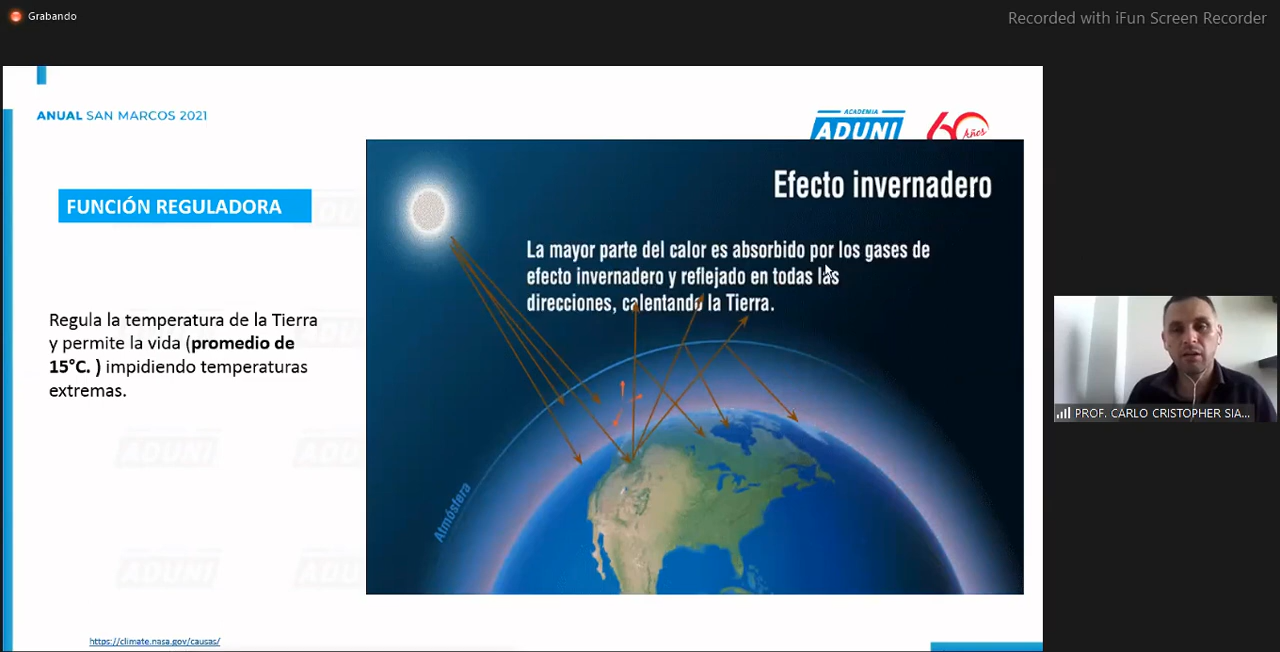 Grabando
Recorded with iFun Screen Recorder
ANUAL SAN MARCOS 2021
ACADEMIA
ADUNI
60
Años
FUNCIÓN REGULADORA
Efecto invernadero
La mayor parte del calor es absorbido por los gases de
efecto invernadero y reflejado en todas las
direcciones, calentando la Tierra.
Regula la temperatura de la Tierra
y permite la vida (promedio de
15°C. ) impidiendo temperaturas
extremas.
PROF. CARLO CRISTOPHER SIA...
Atmósfera
ADUNI
ADUNI
ADUNI
https://climate.nasa.gov/causas/